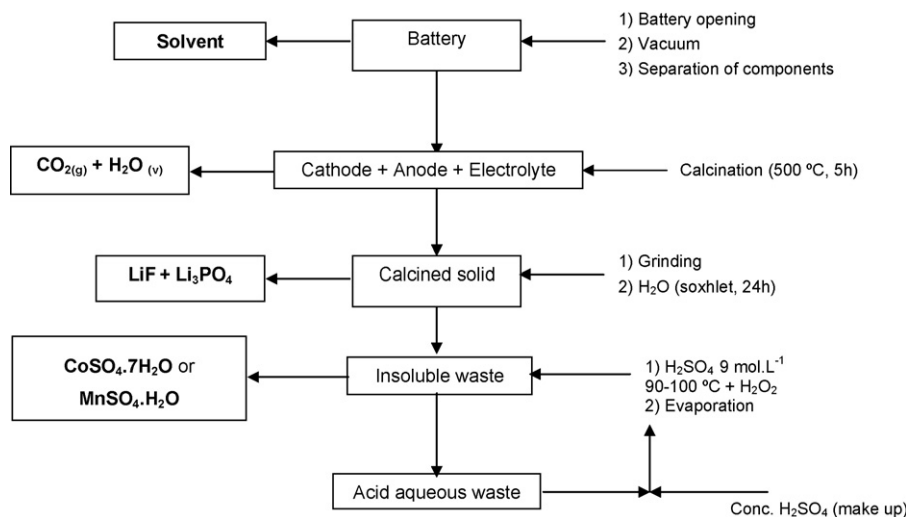 Solvent
Battery
1) Battery opening
2) Vacuum
3) Separation of components
CO₂(g) + H₂O (v)
Cathode + Anode + Electrolyte
Calcination (500 ºC, 5h)
LiF + Li₃PO₄
Calcined solid
1) Grinding
2) H₂O (soxhlet, 24h)
CoSO₄.7H₂O or
MnSO₄.H₂O
Insoluble waste
1) H₂SO₄ 9 mol.L⁻¹
90-100 ºC + H₂O₂
2) Evaporation
Acid aqueous waste
Conc. H₂SO₄ (make up)